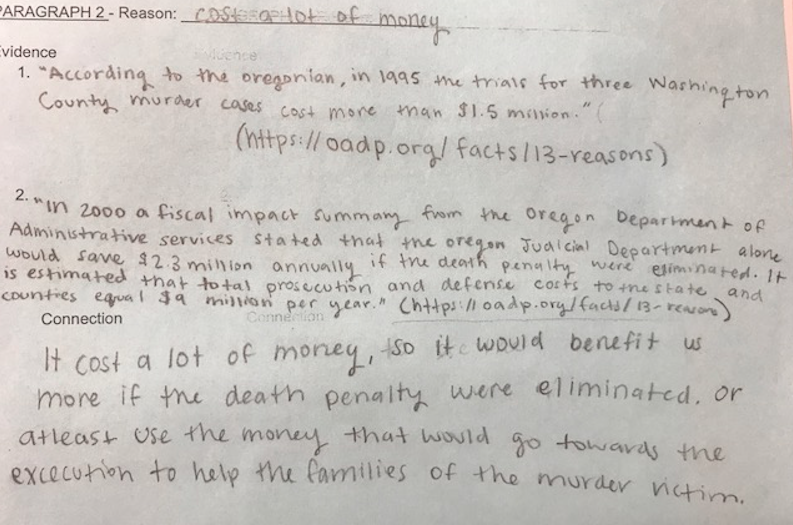 PARAGRAPH 2 - Reason: cost a lot of money
Evidence
1. "According to the oregonian, in 1995 the trials for three Washington
County murder cases cost more than $1.5 million." (
(https://oadp.org/facts/13-reasons)
2. "In 2000 a fiscal impact summary from the Oregon Department of
Administrative services stated that the oregon Judicial Department alone
would save $2.3 million annually if the death penalty were eliminated. It
is estimated that total prosecution and defense costs to the state and
counties equal $9 million per year." (https://oadp.org/facts/13-reasons)
Connection
It cost a lot of money, so it would benefit us
more if the death penalty were eliminated. or
atleast use the money that would go towards the
excecution to help the families of the murder victim.